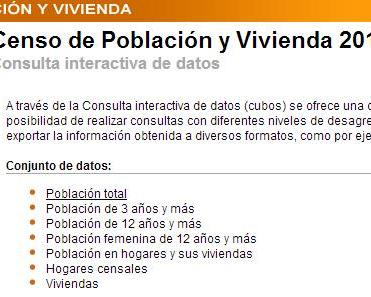 CIÓN Y VIVIENDA
Censo de Población y Vivienda 201
Consulta interactiva de datos
A través de la Consulta interactiva de datos (cubos) se ofrece una
posibilidad de realizar consultas con diferentes niveles de desagre
exportar la información obtenida a diversos formatos, como por eje
Conjunto de datos:
Población total
Población de 3 años y más
Población de 12 años y más
Población femenina de 12 años y más
Población en hogares y sus viviendas
Hogares censales
Viviendas